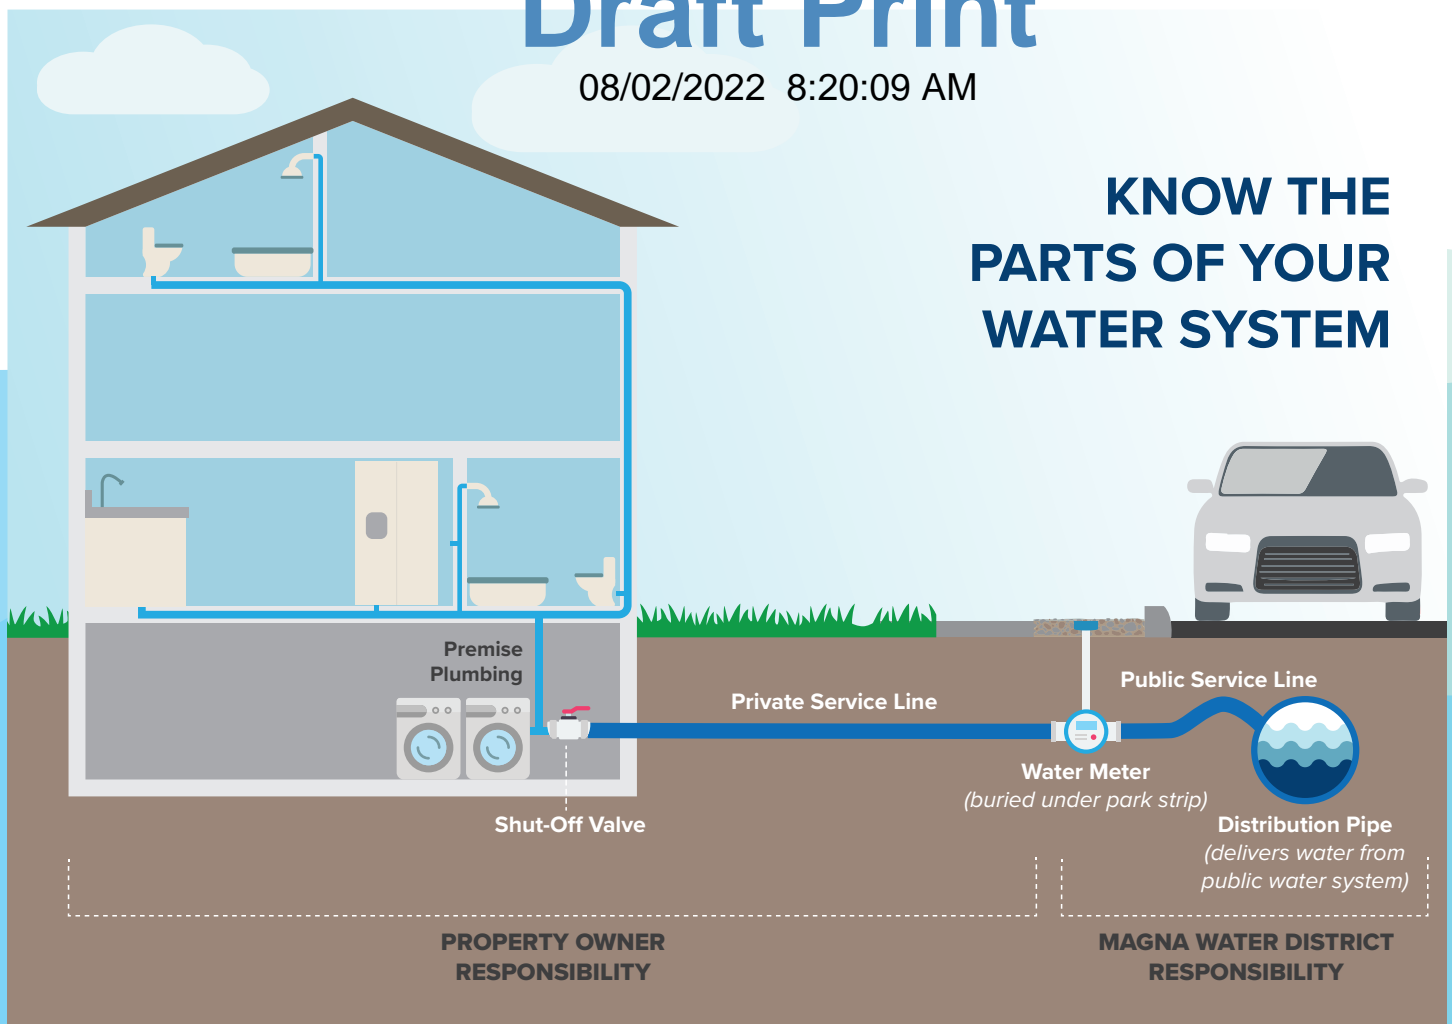 Draft Print
08/02/2022  8:20:09 AM
KNOW THE
PARTS OF YOUR
WATER SYSTEM
Premise
Plumbing
Private Service Line
Public Service Line
Water Meter
(buried under park strip)
Shut-Off Valve
Distribution Pipe
(delivers water from
public water system)
PROPERTY OWNER
RESPONSIBILITY
MAGNA WATER DISTRICT
RESPONSIBILITY